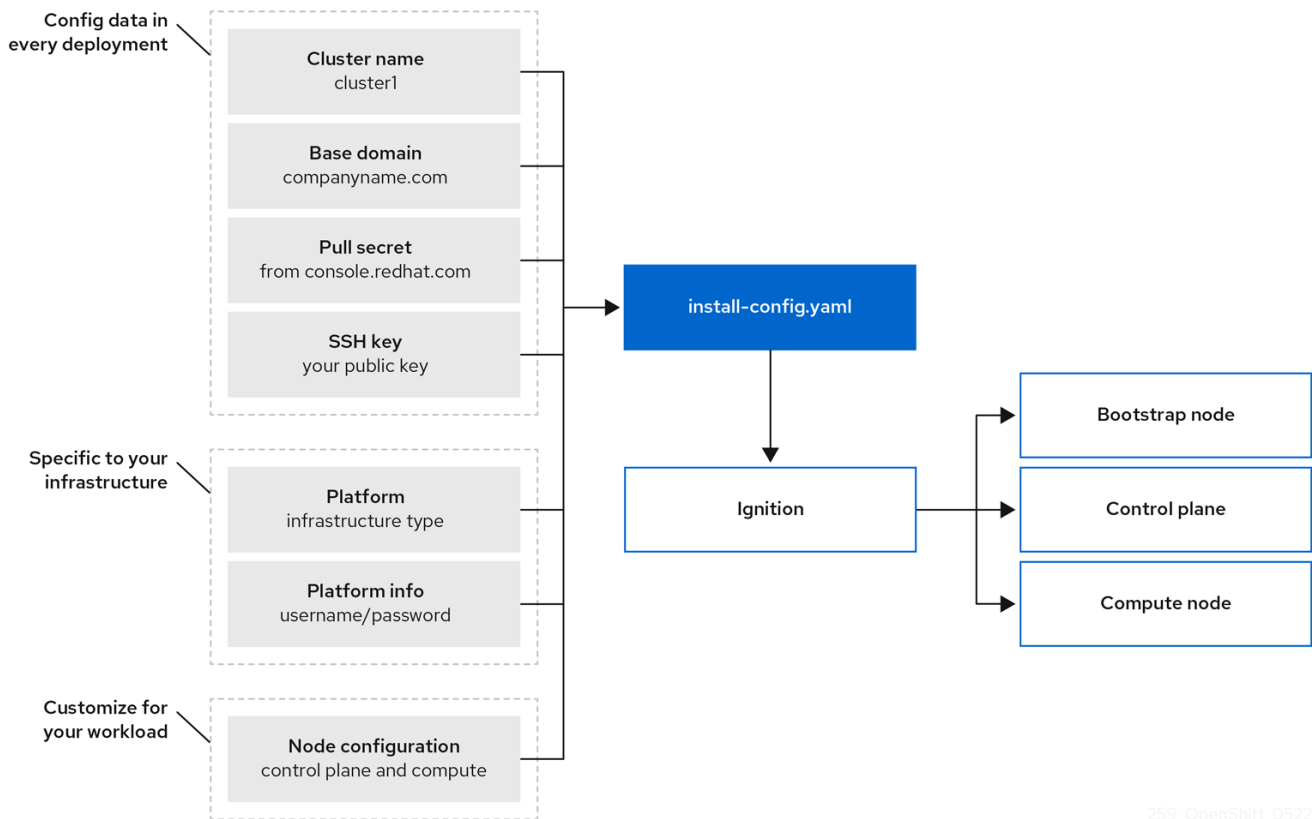 Config data in
every deployment
Cluster name
cluster1
Base domain
companyname.com
Pull secret
from console.redhat.com
SSH key
your public key
Specific to your
infrastructure
Platform
infrastructure type
Platform info
username/password
Customize for
your workload
Node configuration
control plane and compute
install-config.yaml
Ignition
Bootstrap node
Control plane
Compute node
259_OpenShift_0522